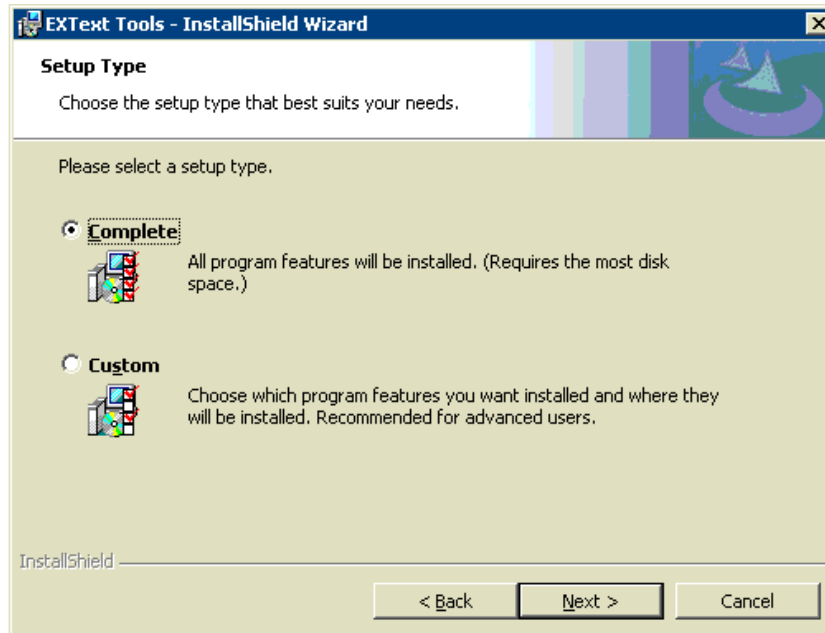 EXText Tools - InstallShield Wizard
Setup Type
Choose the setup type that best suits your needs.
Please select a setup type.
Complete
All program features will be installed. (Requires the most disk
space.)
Custom
Choose which program features you want installed and where they
will be installed. Recommended for advanced users.
InstallShield
< Back Next > Cancel